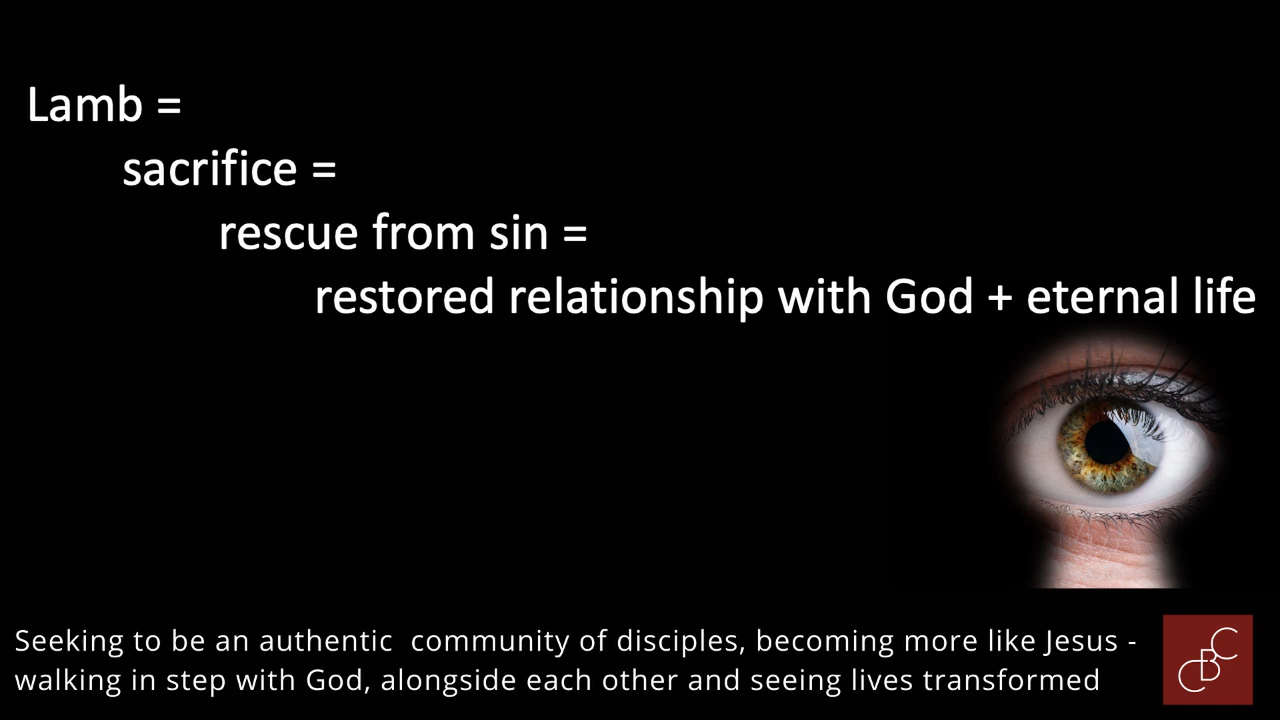 Lamb =
sacrifice =
rescue from sin =
restored relationship with God + eternal life
Seeking to be an authentic  community of disciples, becoming more like Jesus -
walking in step with God, alongside each other and seeing lives transformed
CBC